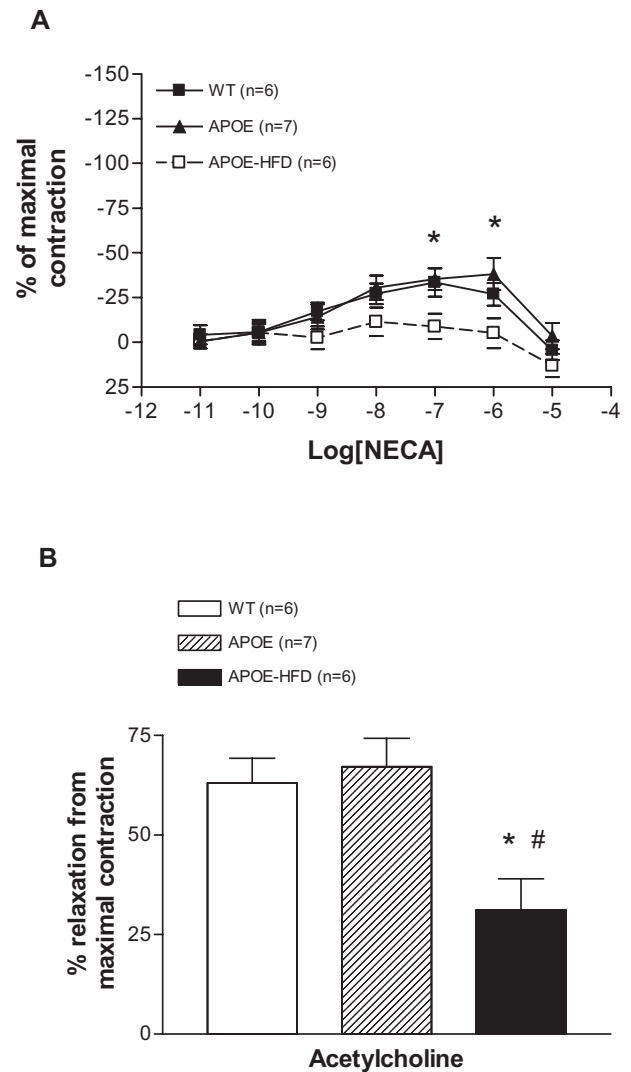 A
-150
-125
-100
-75
-50
-25
0
25
% of maximal
contraction
WT (n=6)
APOE (n=7)
APOE-HFD (n=6)
*
*
-12 -11 -10 -9 -8 -7 -6 -5 -4
Log[NECA]
B
WT (n=6)
APOE (n=7)
APOE-HFD (n=6)
75
50
25
0
% relaxation from
maximal contraction
* #
Acetylcholine